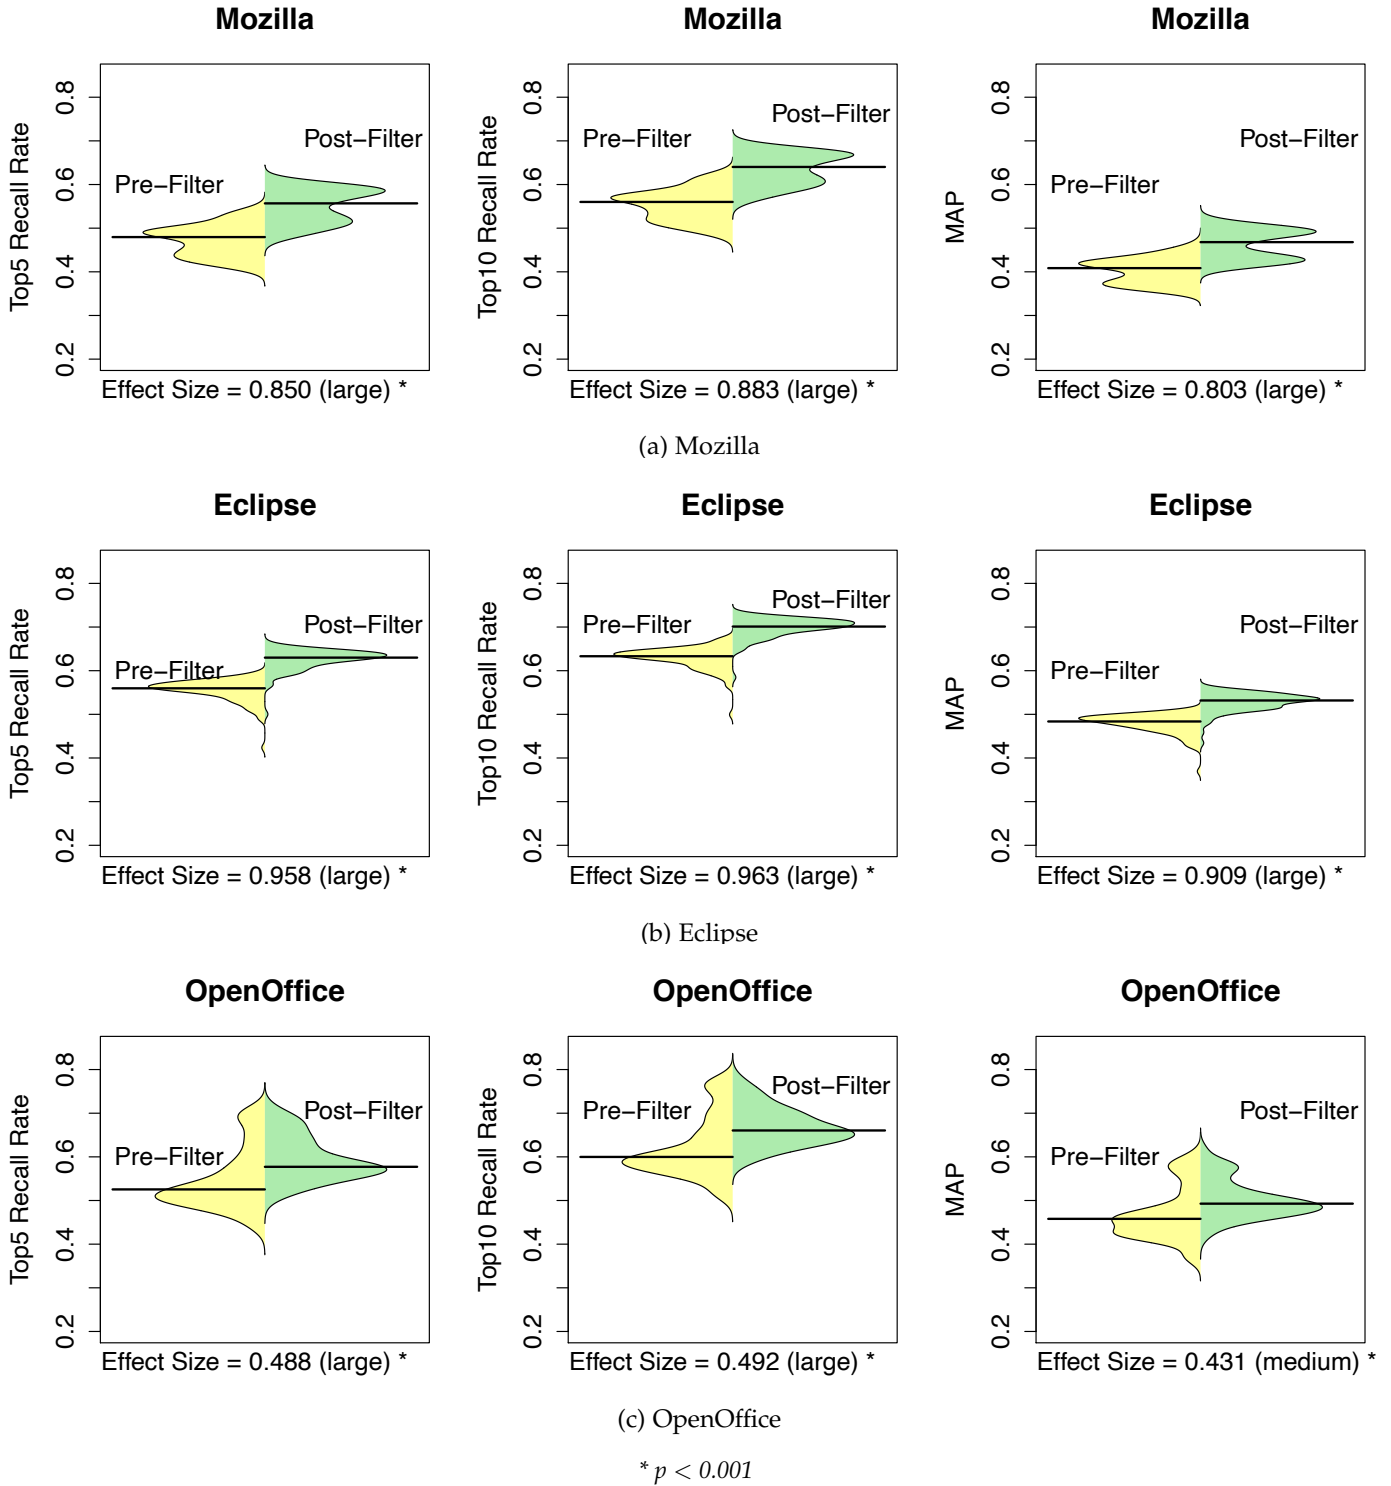 Mozilla Mozilla Mozilla
Top5 Recall Rate 0.2 0.4 0.6 0.8 Pre−Filter Post−Filter
Top10 Recall Rate 0.2 0.4 0.6 0.8 Pre−Filter Post−Filter
MAP 0.2 0.4 0.6 0.8 Pre−Filter Post−Filter
Effect Size = 0.850 (large) * Effect Size = 0.883 (large) * Effect Size = 0.803 (large) *
(a) Mozilla
Eclipse Eclipse Eclipse
Top5 Recall Rate 0.2 0.4 0.6 0.8 Pre−Filter Post−Filter
Top10 Recall Rate 0.2 0.4 0.6 0.8 Pre−Filter Post−Filter
MAP 0.2 0.4 0.6 0.8 Pre−Filter Post−Filter
Effect Size = 0.958 (large) * Effect Size = 0.963 (large) * Effect Size = 0.909 (large) *
(b) Eclipse
OpenOffice OpenOffice OpenOffice
Top5 Recall Rate 0.2 0.4 0.6 0.8 Pre−Filter Post−Filter
Top10 Recall Rate 0.2 0.4 0.6 0.8 Pre−Filter Post−Filter
MAP 0.2 0.4 0.6 0.8 Pre−Filter Post−Filter
Effect Size = 0.488 (large) * Effect Size = 0.492 (large) * Effect Size = 0.431 (medium) *
(c) OpenOffice
* p < 0.001